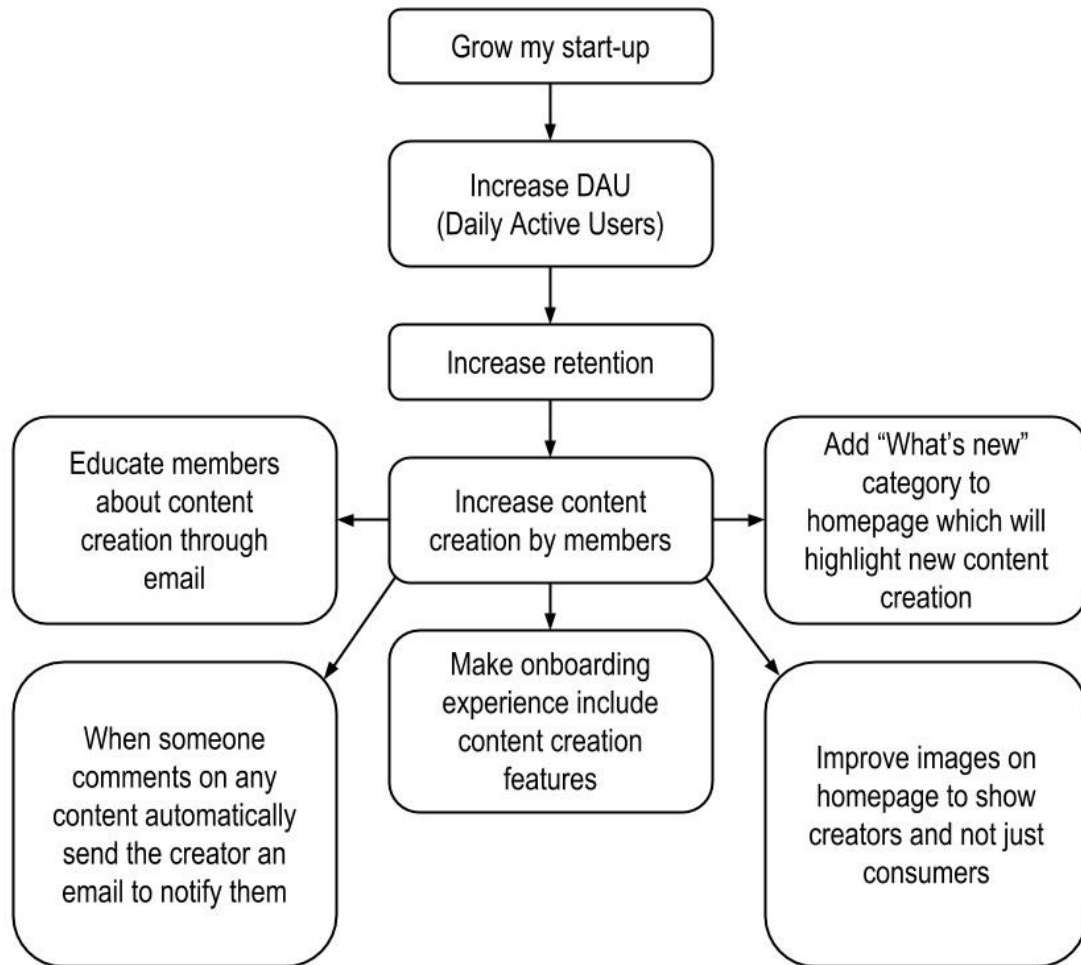 Grow my start-up
Increase DAU
(Daily Active Users)
Increase retention
Educate members
about content
creation through
email
Increase content
creation by members
Add “What’s new”
category to
homepage which will
highlight new content
creation
When someone
comments on any
content automatically
send the creator an
email to notify them
Make onboarding
experience include
content creation
features
Improve images on
homepage to show
creators and not just
consumers